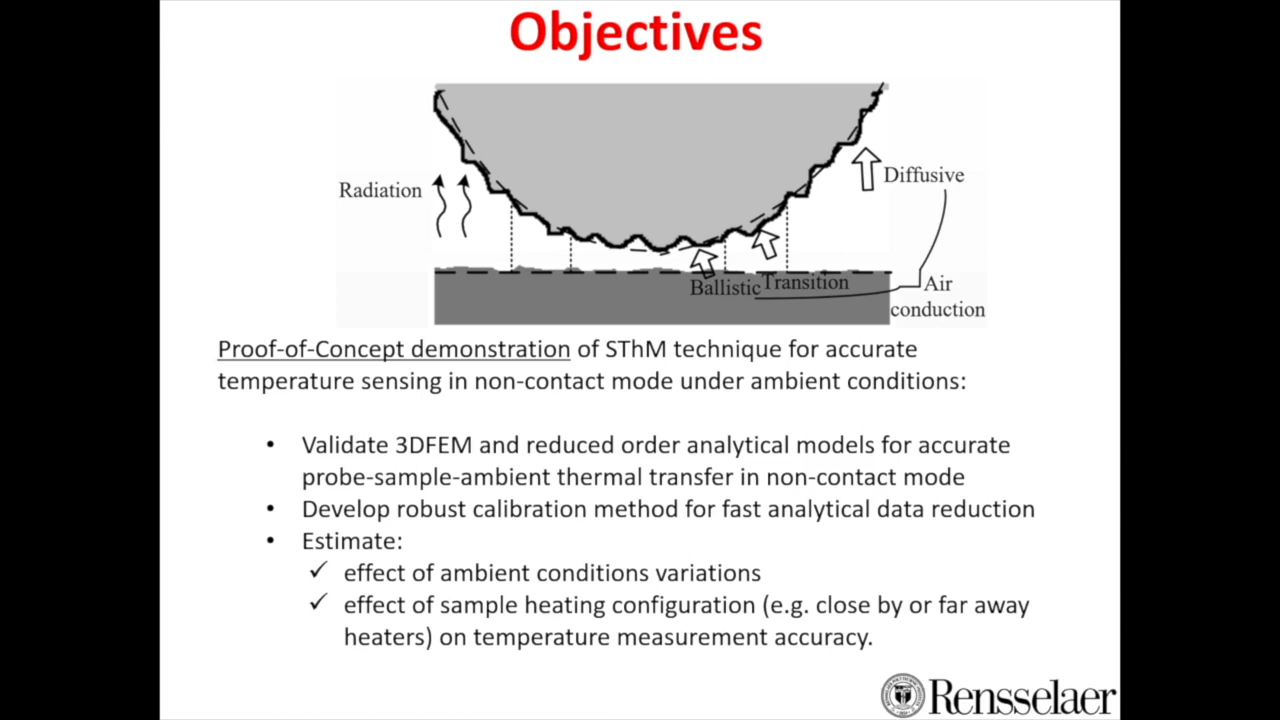 Objectives
Radiation
Diffusive
Ballistic
Transition
Air
conduction
Proof-of-Concept demonstration of SThM technique for accurate
temperature sensing in non-contact mode under ambient conditions:
• Validate 3DFEM and reduced order analytical models for accurate
probe-sample-ambient thermal transfer in non-contact mode
• Develop robust calibration method for fast analytical data reduction
• Estimate:
✓ effect of ambient conditions variations
✓ effect of sample heating configuration (e.g. close by or far away
heaters) on temperature measurement accuracy.
Rensselaer